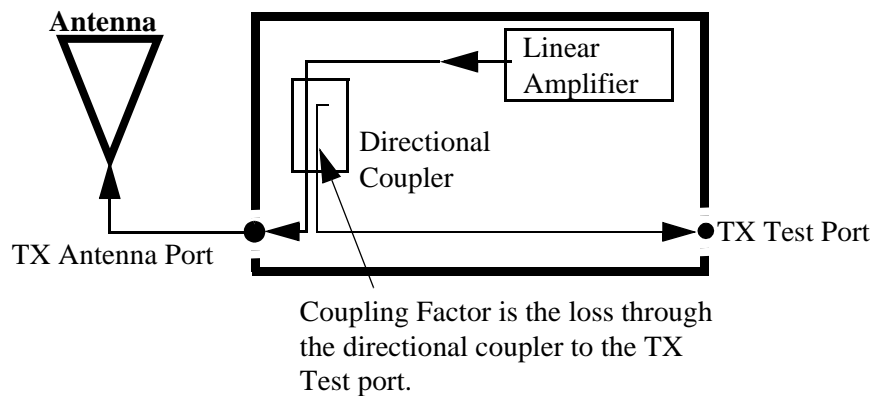 Antenna
Linear
Amplifier
Directional
Coupler
TX Antenna Port
TX Test Port
Coupling Factor is the loss through
the directional coupler to the TX
Test port.